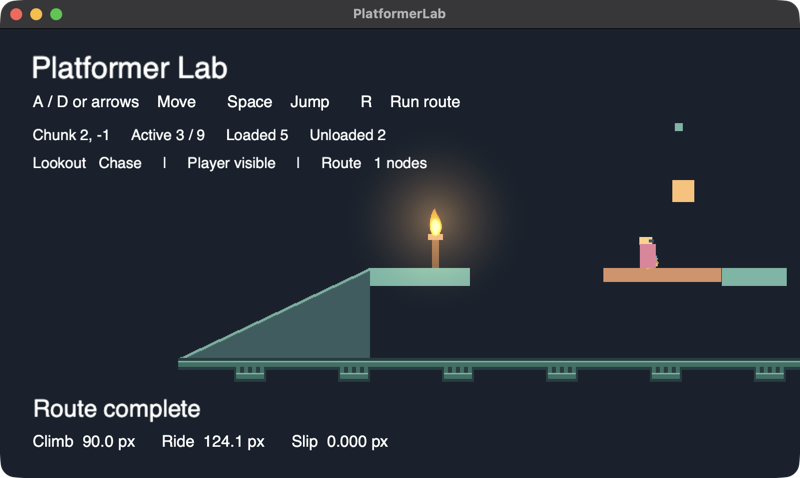 PlatformerLab
Platformer Lab
A / D or arrows Move Space Jump R Run route
Chunk 2, -1 Active 3 / 9 Loaded 5 Unloaded 2
Lookout Chase | Player visible | Route 1 nodes
Route complete
Climb 90.0 px Ride 124.1 px Slip 0.000 px